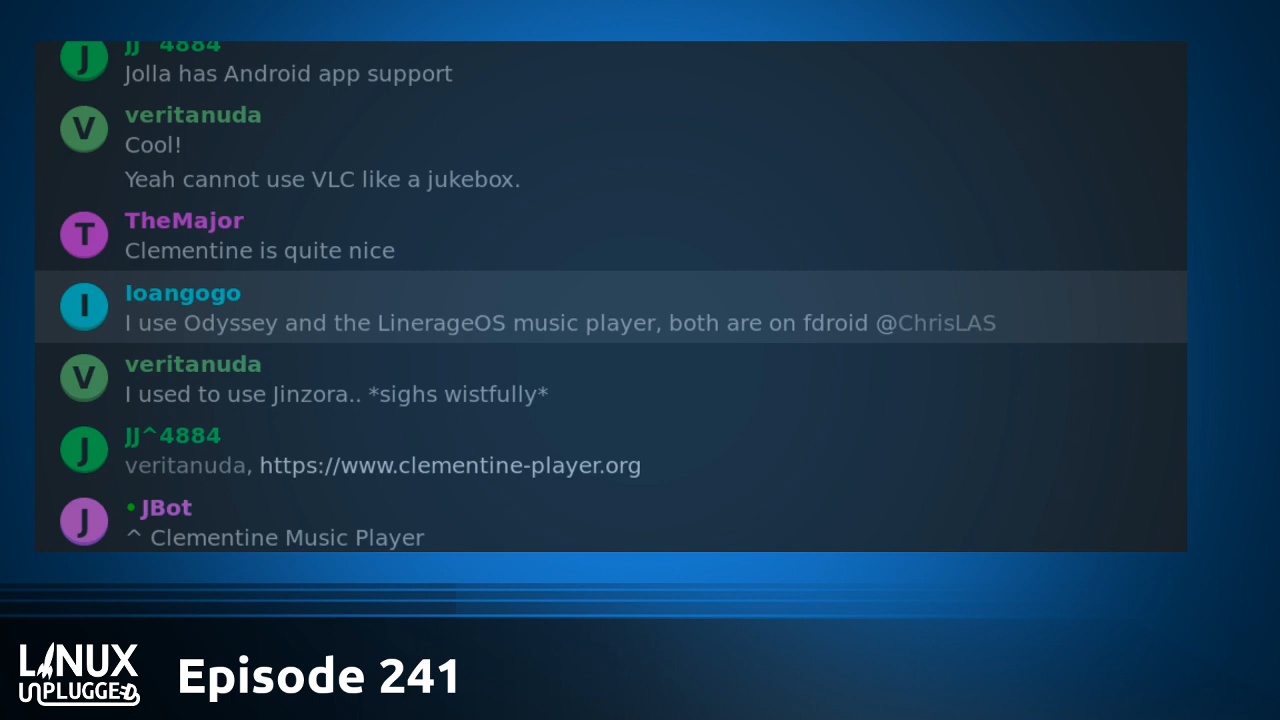 J
JJ^4884
Jolla has Android app support
V
veritanuda
Cool!
Yeah cannot use VLC like a jukebox.
T
TheMajor
Clementine is quite nice
I
loangogo
I use Odyssey and the LinerageOS music player, both are on fdroid @ChrisLAS
V
veritanuda
I used to use Jinzora.. *sighs wistfully*
J
JJ^4884
veritanuda, https://www.clementine-player.org
J
• JBot
^ Clementine Music Player
LINUX
UNPLUGGED
Episode 241